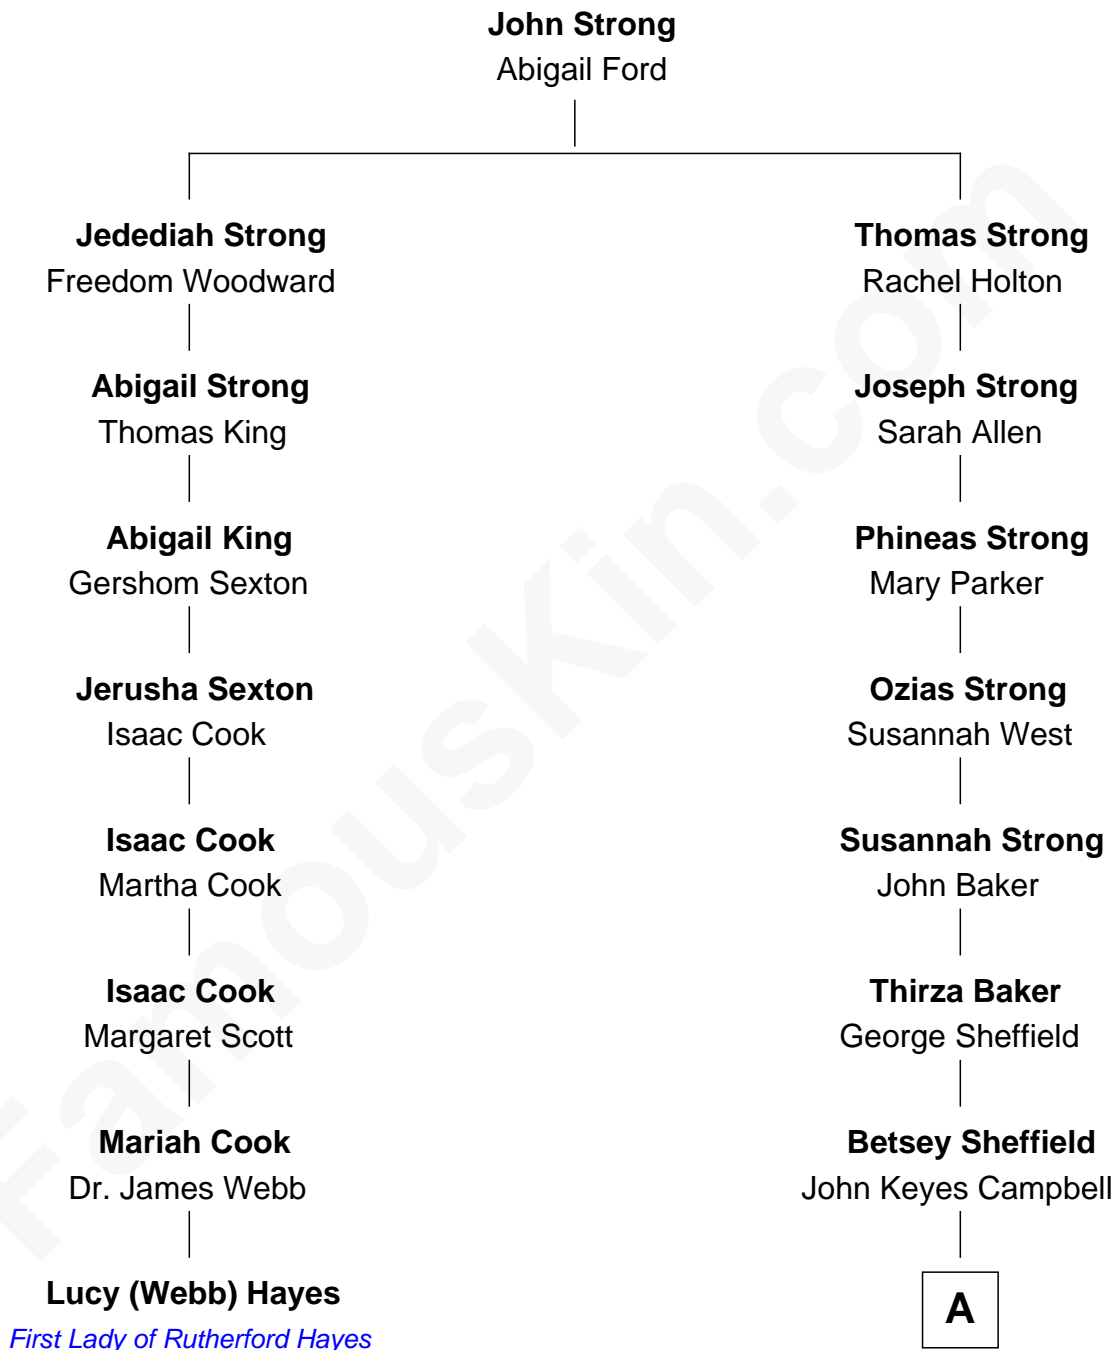 John Strong
Abigail Ford
Jedediah Strong
Freedom Woodward
Thomas Strong
Rachel Holton
Abigail Strong
Thomas King
Joseph Strong
Sarah Allen
Abigail King
Gershom Sexton
Phineas Strong
Mary Parker
Jerusha Sexton
Isaac Cook
Ozias Strong
Susannah West
Isaac Cook
Martha Cook
Susannah Strong
John Baker
Isaac Cook
Margaret Scott
Thirza Baker
George Sheffield
Mariah Cook
Dr. James Webb
Betsey Sheffield
John Keyes Campbell
Lucy (Webb) Hayes
First Lady of Rutherford Hayes
A
FamousKin.com